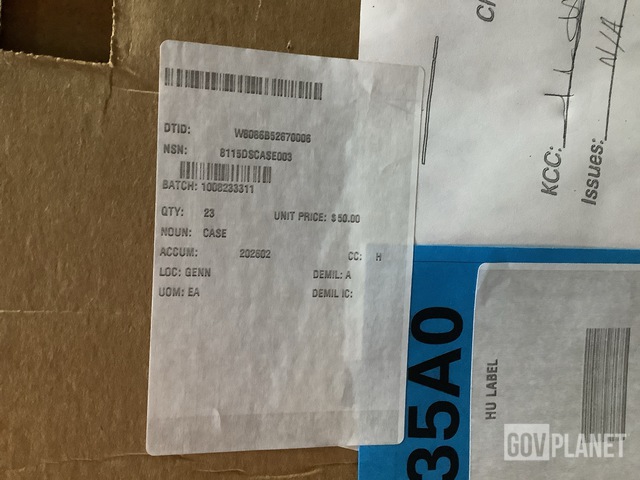 DTID: W8086B52670006
NSN: 8115DSCASE003
BATCH: 1008233311
QTY: 23 UNIT PRICE: $50.00
NOUN: CASE
ACCUM: 202602 CC: H
LOC: GENN DEMIL: A
UOM: EA DEMIL IC:
KCC:
Issues: N/A
35A0
HU LABEL
GOVPLANET